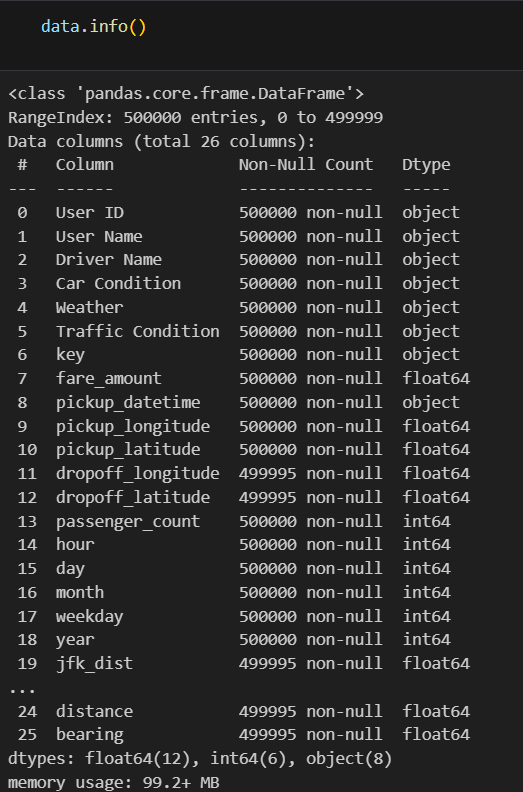 data.info()
<class 'pandas.core.frame.DataFrame'>
RangeIndex: 500000 entries, 0 to 499999
Data columns (total 26 columns):
 #   Column             Non-Null Count   Dtype
---  ------             --------------   -----
 0   User ID            500000 non-null  object
 1   User Name          500000 non-null  object
 2   Driver Name        500000 non-null  object
 3   Car Condition      500000 non-null  object
 4   Weather            500000 non-null  object
 5   Traffic Condition  500000 non-null  object
 6   key                500000 non-null  object
 7   fare_amount        500000 non-null  float64
 8   pickup_datetime    500000 non-null  object
 9   pickup_longitude   500000 non-null  float64
 10  pickup_latitude    500000 non-null  float64
 11  dropoff_longitude  499995 non-null  float64
 12  dropoff_latitude   499995 non-null  float64
 13  passenger_count    500000 non-null  int64
 14  hour               500000 non-null  int64
 15  day                500000 non-null  int64
 16  month              500000 non-null  int64
 17  weekday            500000 non-null  int64
 18  year               500000 non-null  int64
 19  jfk_dist           499995 non-null  float64
...
 24  distance           499995 non-null  float64
 25  bearing            499995 non-null  float64
dtypes: float64(12), int64(6), object(8)
memory usage: 99.2+ MB